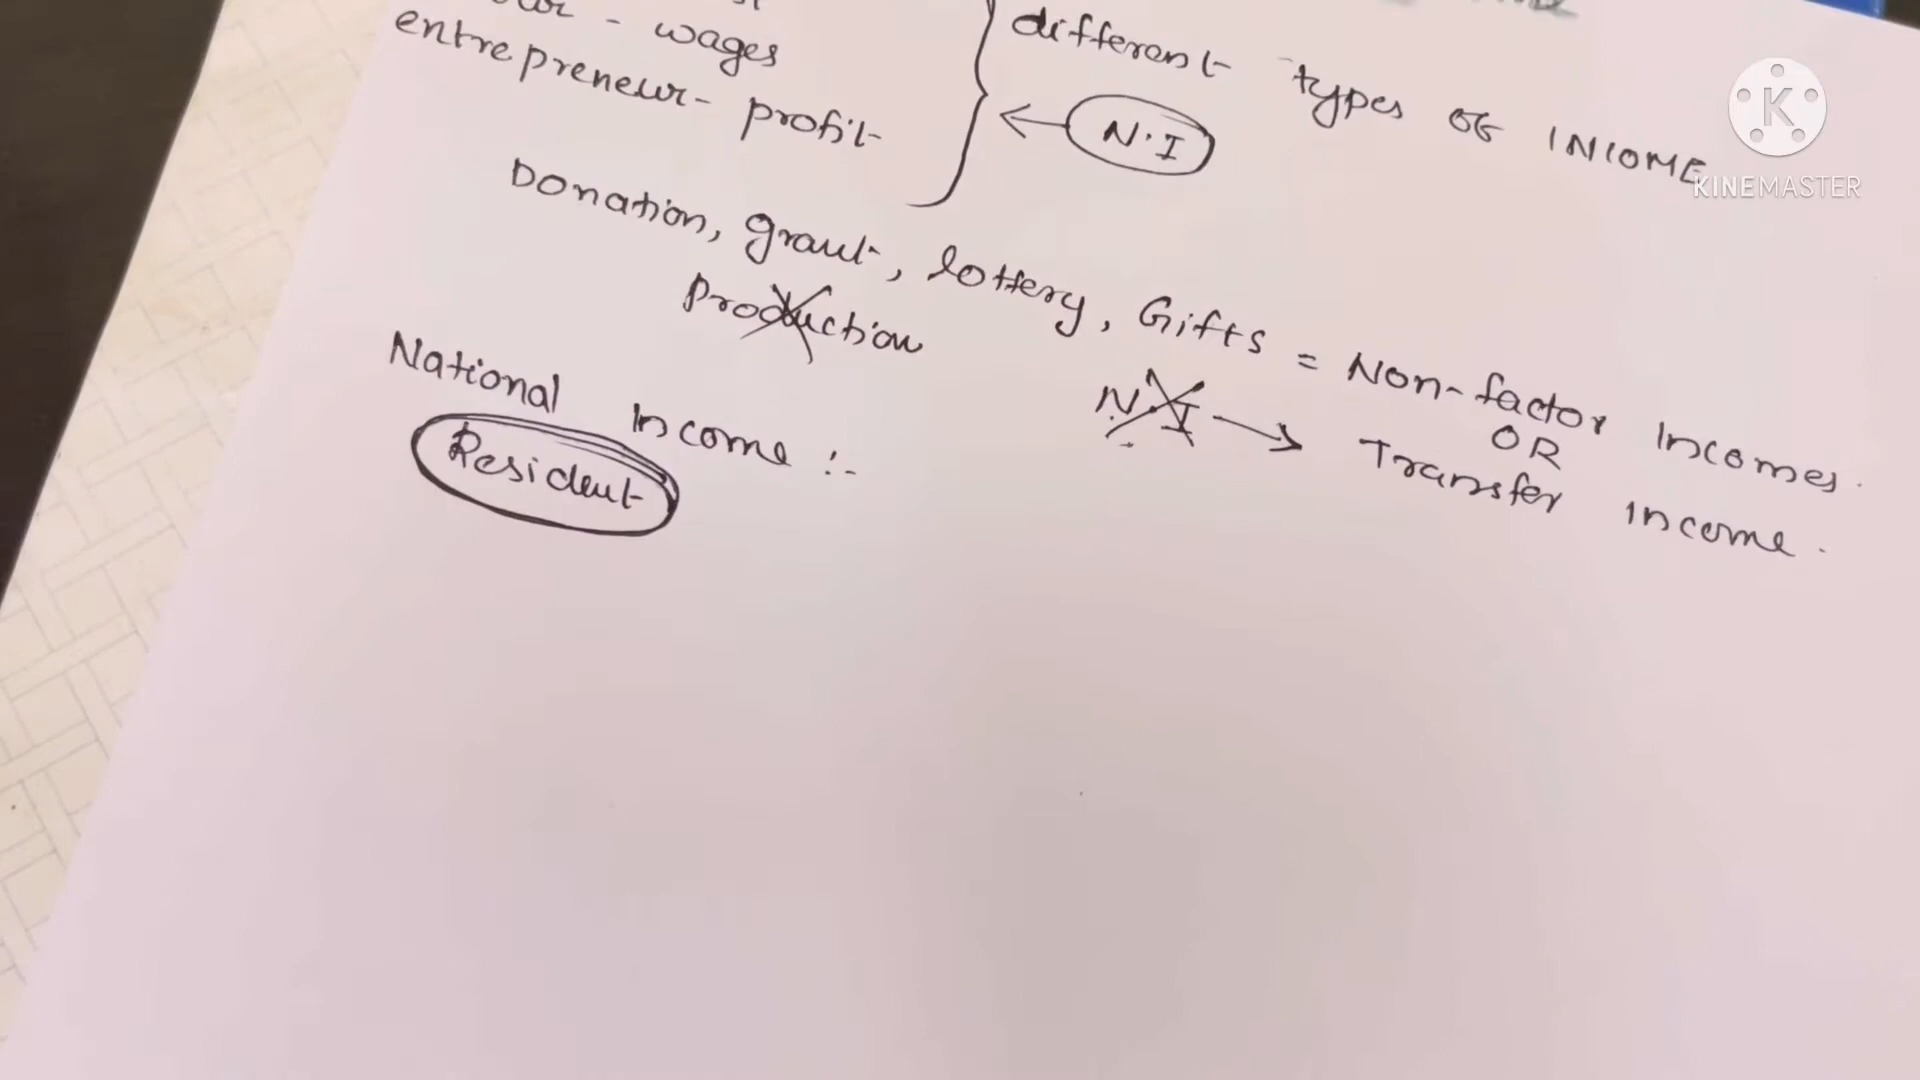 - wages
entrepreneur - profit
different types of INCOME
N.I
Donation, grant, lottery, Gifts = Non-factor Incomes.
Production
N.I → Transfer Income.
OR
National Income :-
Resident
KINEMASTER